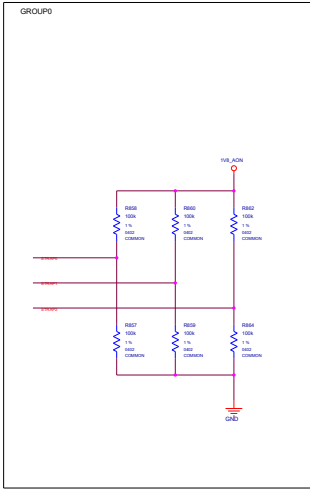 GROUP0
1V8_AON
R858
100k
1%
0402
COMMON
R860
100k
1%
0402
COMMON
R862
100k
1%
0402
COMMON
R857
100k
1%
0402
COMMON
R859
100k
1%
0402
COMMON
R864
100k
1%
0402
COMMON
GND